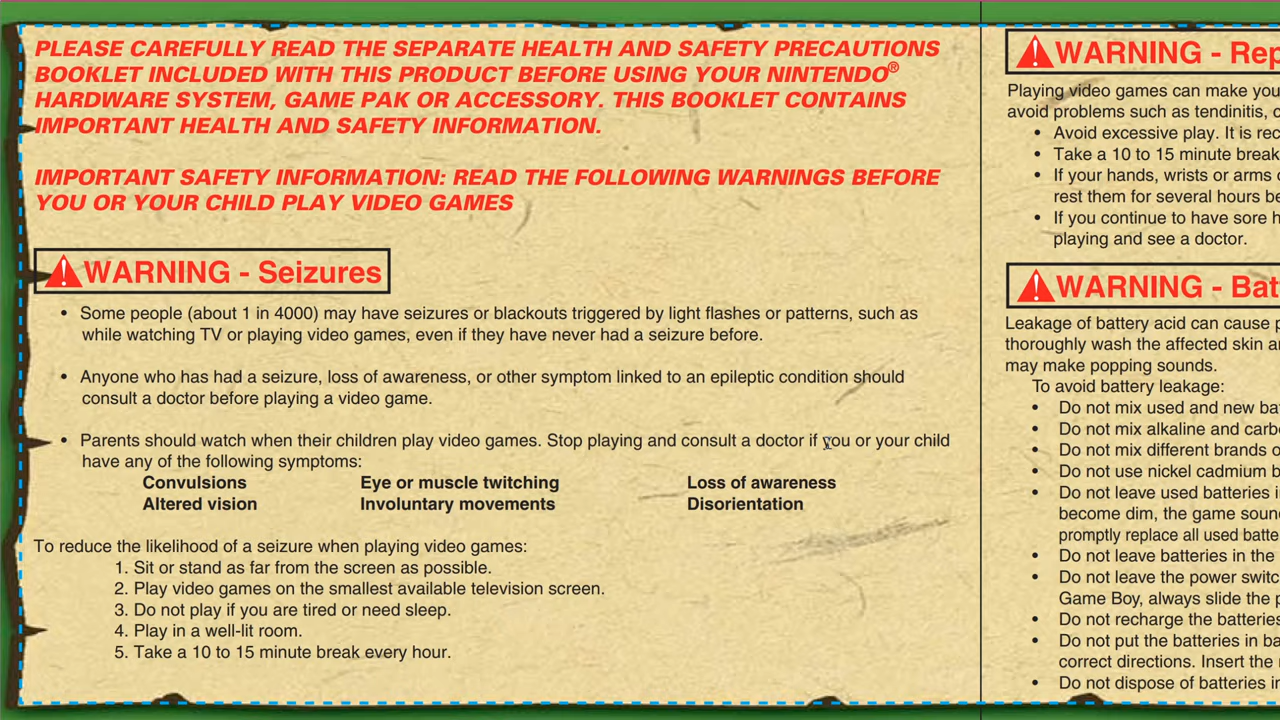 PLEASE CAREFULLY READ THE SEPARATE HEALTH AND SAFETY PRECAUTIONS
BOOKLET INCLUDED WITH THIS PRODUCT BEFORE USING YOUR NINTENDO®
HARDWARE SYSTEM, GAME PAK OR ACCESSORY. THIS BOOKLET CONTAINS
IMPORTANT HEALTH AND SAFETY INFORMATION.
IMPORTANT SAFETY INFORMATION: READ THE FOLLOWING WARNINGS BEFORE
YOU OR YOUR CHILD PLAY VIDEO GAMES
WARNING - Seizures
• Some people (about 1 in 4000) may have seizures or blackouts triggered by light flashes or patterns, such as
while watching TV or playing video games, even if they have never had a seizure before.
• Anyone who has had a seizure, loss of awareness, or other symptom linked to an epileptic condition should
consult a doctor before playing a video game.
• Parents should watch when their children play video games. Stop playing and consult a doctor if you or your child
have any of the following symptoms:
Convulsions Eye or muscle twitching Loss of awareness
Altered vision Involuntary movements Disorientation
To reduce the likelihood of a seizure when playing video games:
1. Sit or stand as far from the screen as possible.
2. Play video games on the smallest available television screen.
3. Do not play if you are tired or need sleep.
4. Play in a well-lit room.
5. Take a 10 to 15 minute break every hour.
WARNING - Rep
Playing video games can make you
avoid problems such as tendinitis, c
• Avoid excessive play. It is rec
• Take a 10 to 15 minute break
• If your hands, wrists or arms
rest them for several hours be
• If you continue to have sore h
playing and see a doctor.
WARNING - Bat
Leakage of battery acid can cause p
thoroughly wash the affected skin an
may make popping sounds.
To avoid battery leakage:
• Do not mix used and new bat
• Do not mix alkaline and carbo
• Do not mix different brands o
• Do not use nickel cadmium b
• Do not leave used batteries i
become dim, the game sound
promptly replace all used batte
• Do not leave batteries in the
• Do not leave the power switc
Game Boy, always slide the p
• Do not recharge the batteries
• Do not put the batteries in ba
correct directions. Insert the
• Do not dispose of batteries in